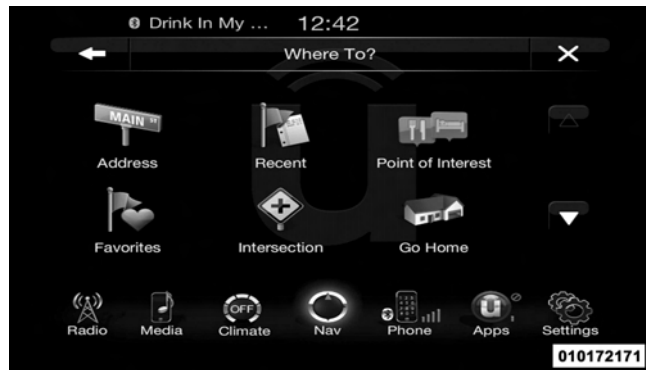 Drink In My ... 12:42
Where To?
MAIN ST
Address Recent Point of Interest
Favorites Intersection Go Home
OFF
Radio Media Climate Nav Phone Apps Settings
010172171